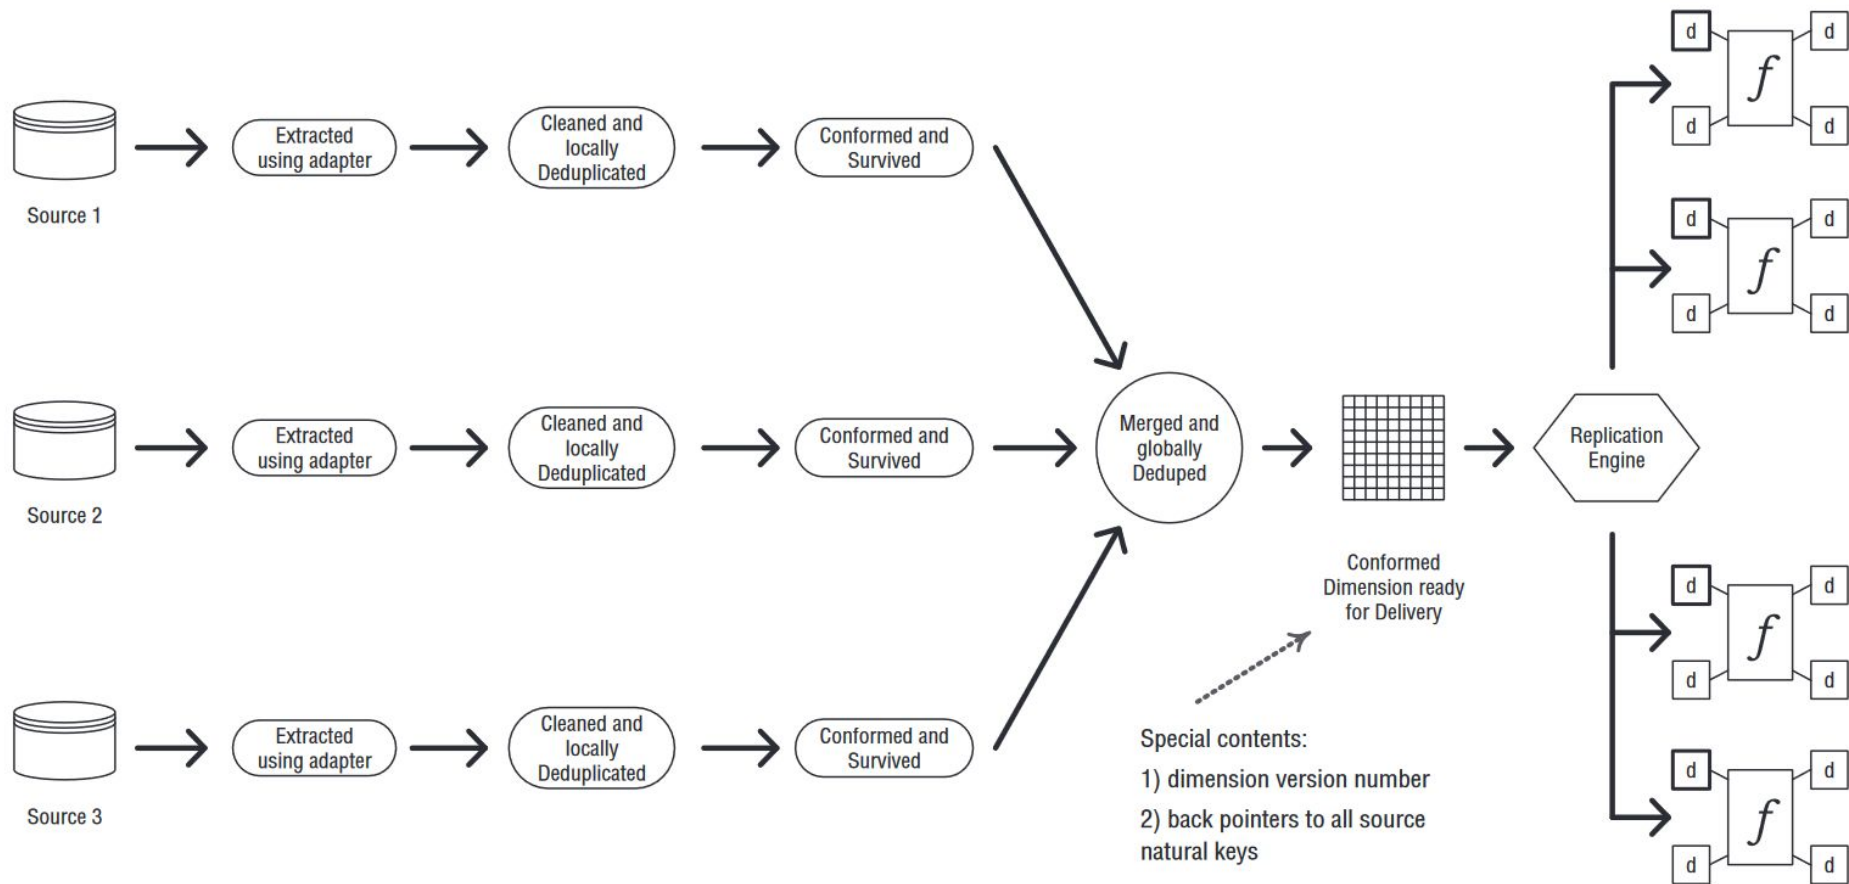 Source 1
Extracted
using adapter
Cleaned and
locally
Deduplicated
Conformed and
Survived
Source 2
Extracted
using adapter
Cleaned and
locally
Deduplicated
Conformed and
Survived
Source 3
Extracted
using adapter
Cleaned and
locally
Deduplicated
Conformed and
Survived
Merged and
globally
Deduped
Conformed
Dimension ready
for Delivery
Special contents:
1) dimension version number
2) back pointers to all source
natural keys
Replication
Engine
d
d
f
d
d
d
d
f
d
d
d
d
f
d
d
d
d
f
d
d